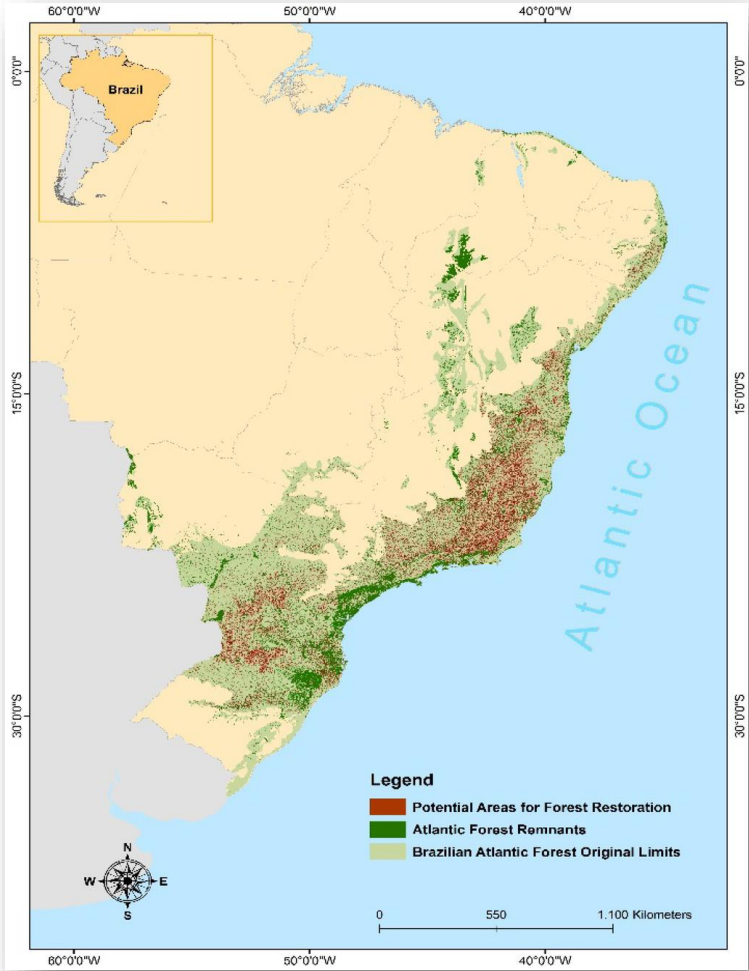 60°0'0"W 50°0'0"W 40°0'0"W
0°0'0"
0°0'0"
Brazil
15°0'0"S
15°0'0"S
Atlantic Ocean
30°0'0"S
30°0'0"S
Legend
Potential Areas for Forest Restoration
Atlantic Forest Remnants
Brazilian Atlantic Forest Original Limits
N
W E
S
0 550 1.100 Kilometers
60°0'0"W 50°0'0"W 40°0'0"W